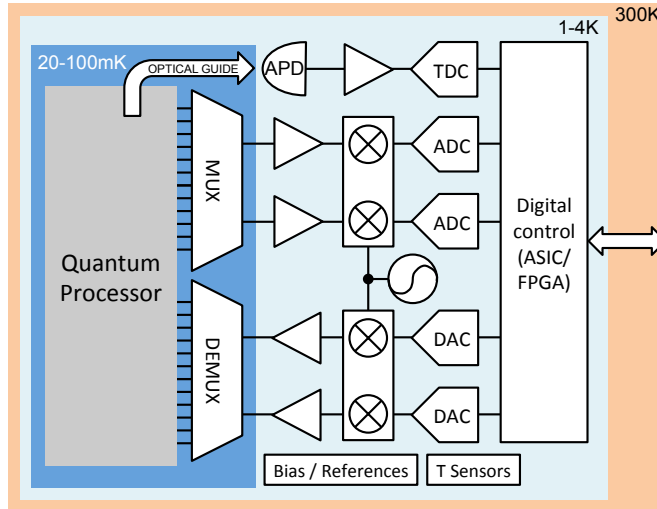 300K
1-4K
20-100mK
OPTICAL GUIDE
APD
TDC
MUX
ADC
ADC
Digital
control
(ASIC/
FPGA)
Quantum
Processor
DEMUX
DAC
DAC
Bias / References
T Sensors